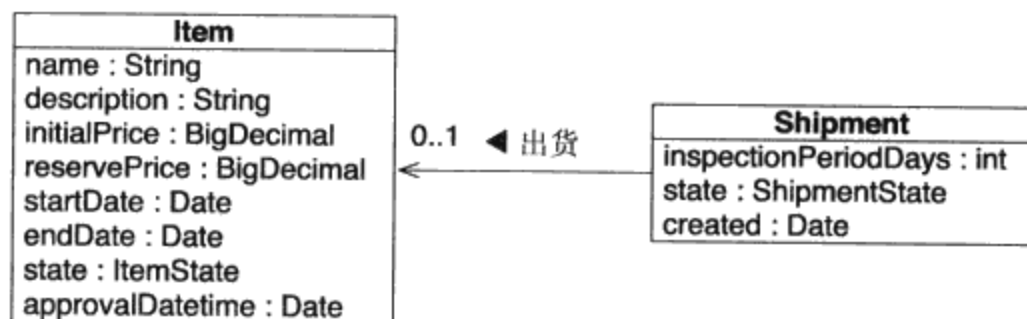 Item
name : String
description : String
initialPrice : BigDecimal
reservePrice : BigDecimal
startDate : Date
endDate : Date
state : ItemState
approvalDatetime : Date
0..1 ◀ 出货
Shipment
inspectionPeriodDays : int
state : ShipmentState
created : Date